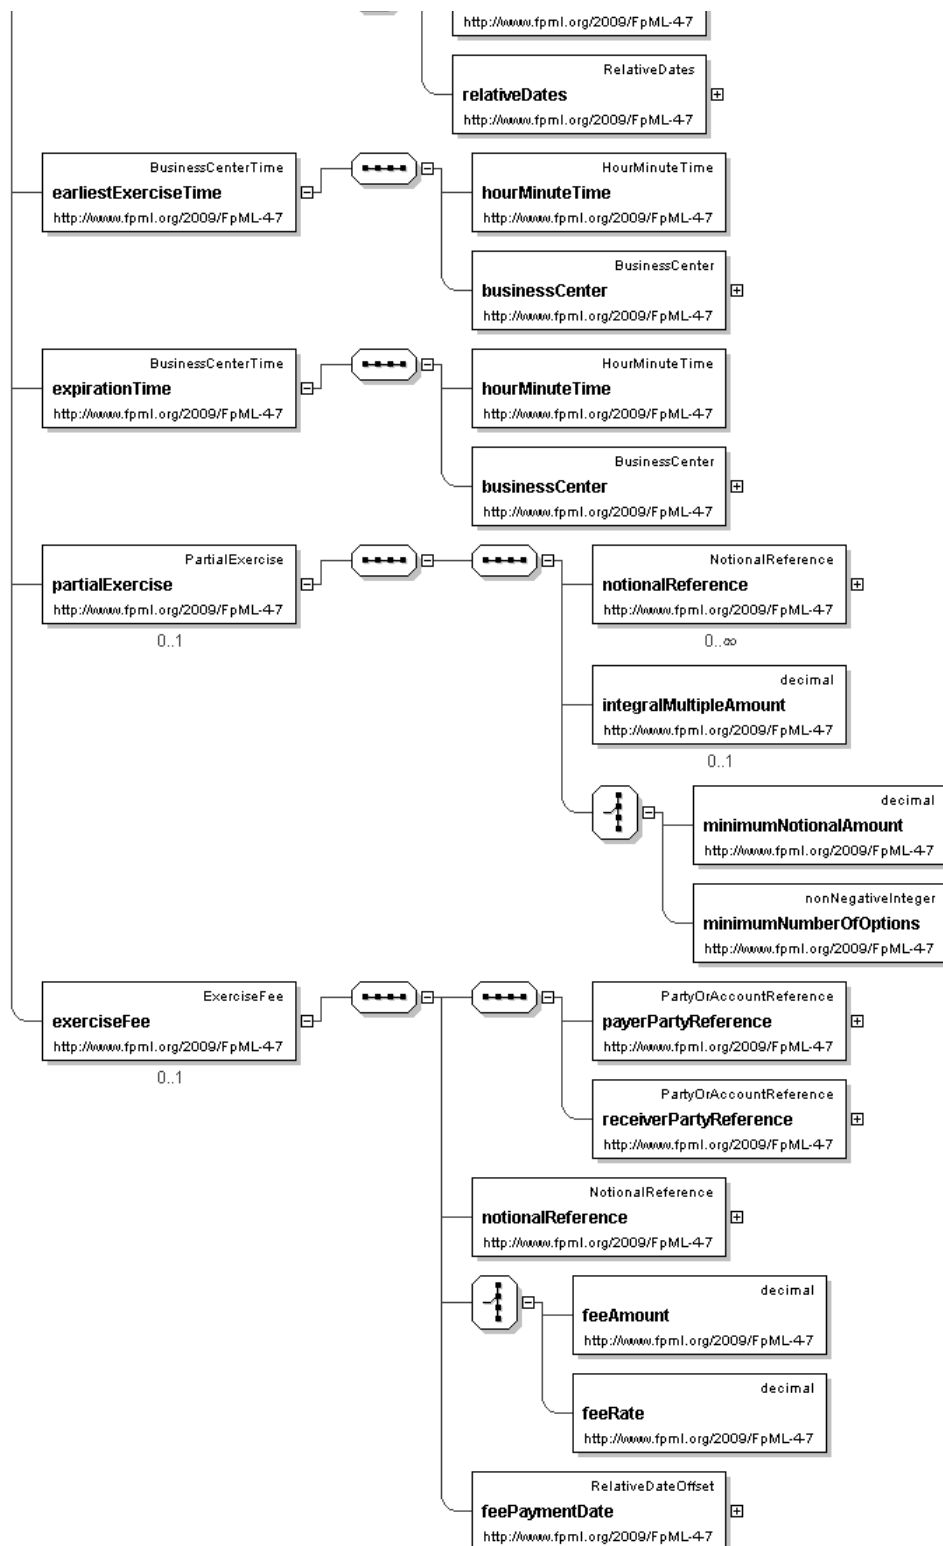 http://www.fpml.org/2009/FpML-4-7
RelativeDates
relativeDates
http://www.fpml.org/2009/FpML-4-7
BusinessCenterTime
earliestExerciseTime
http://www.fpml.org/2009/FpML-4-7
HourMinuteTime
hourMinuteTime
http://www.fpml.org/2009/FpML-4-7
BusinessCenter
businessCenter
http://www.fpml.org/2009/FpML-4-7
BusinessCenterTime
expirationTime
http://www.fpml.org/2009/FpML-4-7
HourMinuteTime
hourMinuteTime
http://www.fpml.org/2009/FpML-4-7
BusinessCenter
businessCenter
http://www.fpml.org/2009/FpML-4-7
PartialExercise
partialExercise
http://www.fpml.org/2009/FpML-4-7
0..1
NotionalReference
notionalReference
http://www.fpml.org/2009/FpML-4-7
0..∞
decimal
integralMultipleAmount
http://www.fpml.org/2009/FpML-4-7
0..1
decimal
minimumNotionalAmount
http://www.fpml.org/2009/FpML-4-7
nonNegativeInteger
minimumNumberOfOptions
http://www.fpml.org/2009/FpML-4-7
ExerciseFee
exerciseFee
http://www.fpml.org/2009/FpML-4-7
0..1
PartyOrAccountReference
payerPartyReference
http://www.fpml.org/2009/FpML-4-7
PartyOrAccountReference
receiverPartyReference
http://www.fpml.org/2009/FpML-4-7
NotionalReference
notionalReference
http://www.fpml.org/2009/FpML-4-7
decimal
feeAmount
http://www.fpml.org/2009/FpML-4-7
decimal
feeRate
http://www.fpml.org/2009/FpML-4-7
RelativeDateOffset
feePaymentDate
http://www.fpml.org/2009/FpML-4-7